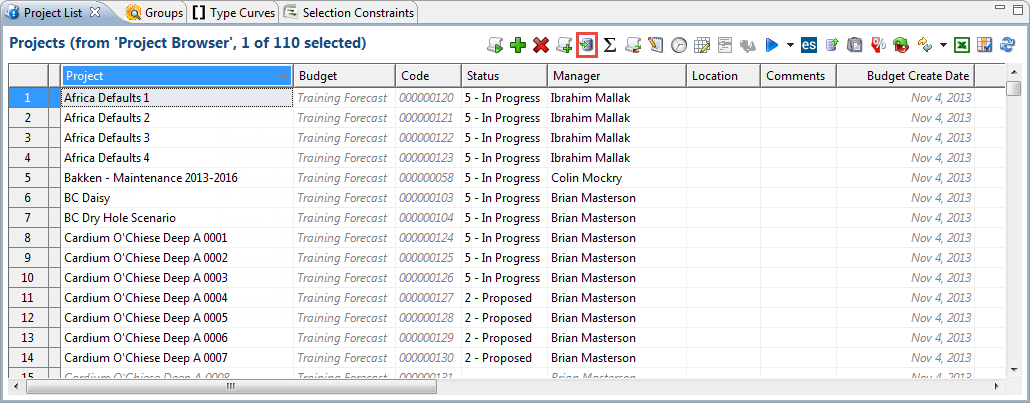 Project List Groups Type Curves Selection Constraints
Projects (from 'Project Browser', 1 of 110 selected) es
Project Budget Code Status Manager Location Comments Budget Create Date
1 Africa Defaults 1 Training Forecast 000000120 5 - In Progress Ibrahim Mallak Nov 4, 2013
2 Africa Defaults 2 Training Forecast 000000121 5 - In Progress Ibrahim Mallak Nov 4, 2013
3 Africa Defaults 3 Training Forecast 000000122 5 - In Progress Ibrahim Mallak Nov 4, 2013
4 Africa Defaults 4 Training Forecast 000000123 5 - In Progress Ibrahim Mallak Nov 4, 2013
5 Bakken - Maintenance 2013-2016 Training Forecast 000000058 5 - In Progress Colin Mockry Nov 4, 2013
6 BC Daisy Training Forecast 000000103 5 - In Progress Brian Masterson Nov 4, 2013
7 BC Dry Hole Scenario Training Forecast 000000104 5 - In Progress Brian Masterson Nov 4, 2013
8 Cardium O'Chiese Deep A 0001 Training Forecast 000000124 5 - In Progress Brian Masterson Nov 4, 2013
9 Cardium O'Chiese Deep A 0002 Training Forecast 000000125 5 - In Progress Brian Masterson Nov 4, 2013
10 Cardium O'Chiese Deep A 0003 Training Forecast 000000126 5 - In Progress Brian Masterson Nov 4, 2013
11 Cardium O'Chiese Deep A 0004 Training Forecast 000000127 2 - Proposed Brian Masterson Nov 4, 2013
12 Cardium O'Chiese Deep A 0005 Training Forecast 000000128 2 - Proposed Brian Masterson Nov 4, 2013
13 Cardium O'Chiese Deep A 0006 Training Forecast 000000129 2 - Proposed Brian Masterson Nov 4, 2013
14 Cardium O'Chiese Deep A 0007 Training Forecast 000000130 2 - Proposed Brian Masterson Nov 4, 2013
15 Cardium O'Chiese Deep A 0008 Training Forecast 000000131 Brian Masterson Nov 4, 2013